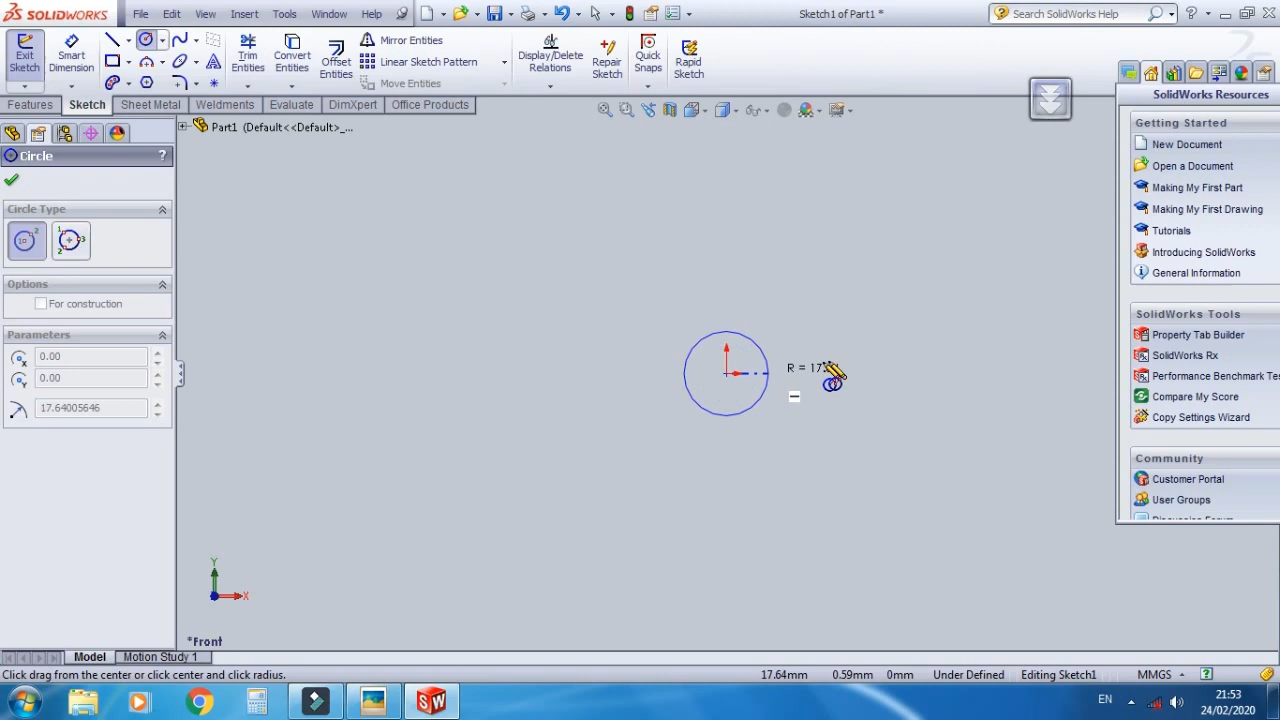 SOLIDWORKS File Edit View Insert Tools Window Help Sketch1 of Part1 * Search SolidWorks Help
Exit Sketch
Smart Dimension
Trim Entities
Convert Entities
Offset Entities
Mirror Entities
Linear Sketch Pattern
Move Entities
Display/Delete Relations
Repair Sketch
Quick Snaps
Rapid Sketch
Features Sketch Sheet Metal Weldments Evaluate DimXpert Office Products
Part1 (Default<<Default>_...
Circle ?
Circle Type
Options
For construction
Parameters
0.00
0.00
17.64005646
R = 17
Y
X
*Front
SolidWorks Resources
Getting Started
New Document
Open a Document
Making My First Part
Making My First Drawing
Tutorials
Introducing SolidWorks
General Information
SolidWorks Tools
Property Tab Builder
SolidWorks Rx
Performance Benchmark Tes
Compare My Score
Copy Settings Wizard
Community
Customer Portal
User Groups
Model Motion Study 1
Click drag from the center or click center and click radius. 17.64mm 0.59mm 0mm Under Defined Editing Sketch1 MMGS
EN 21:53
24/02/2020